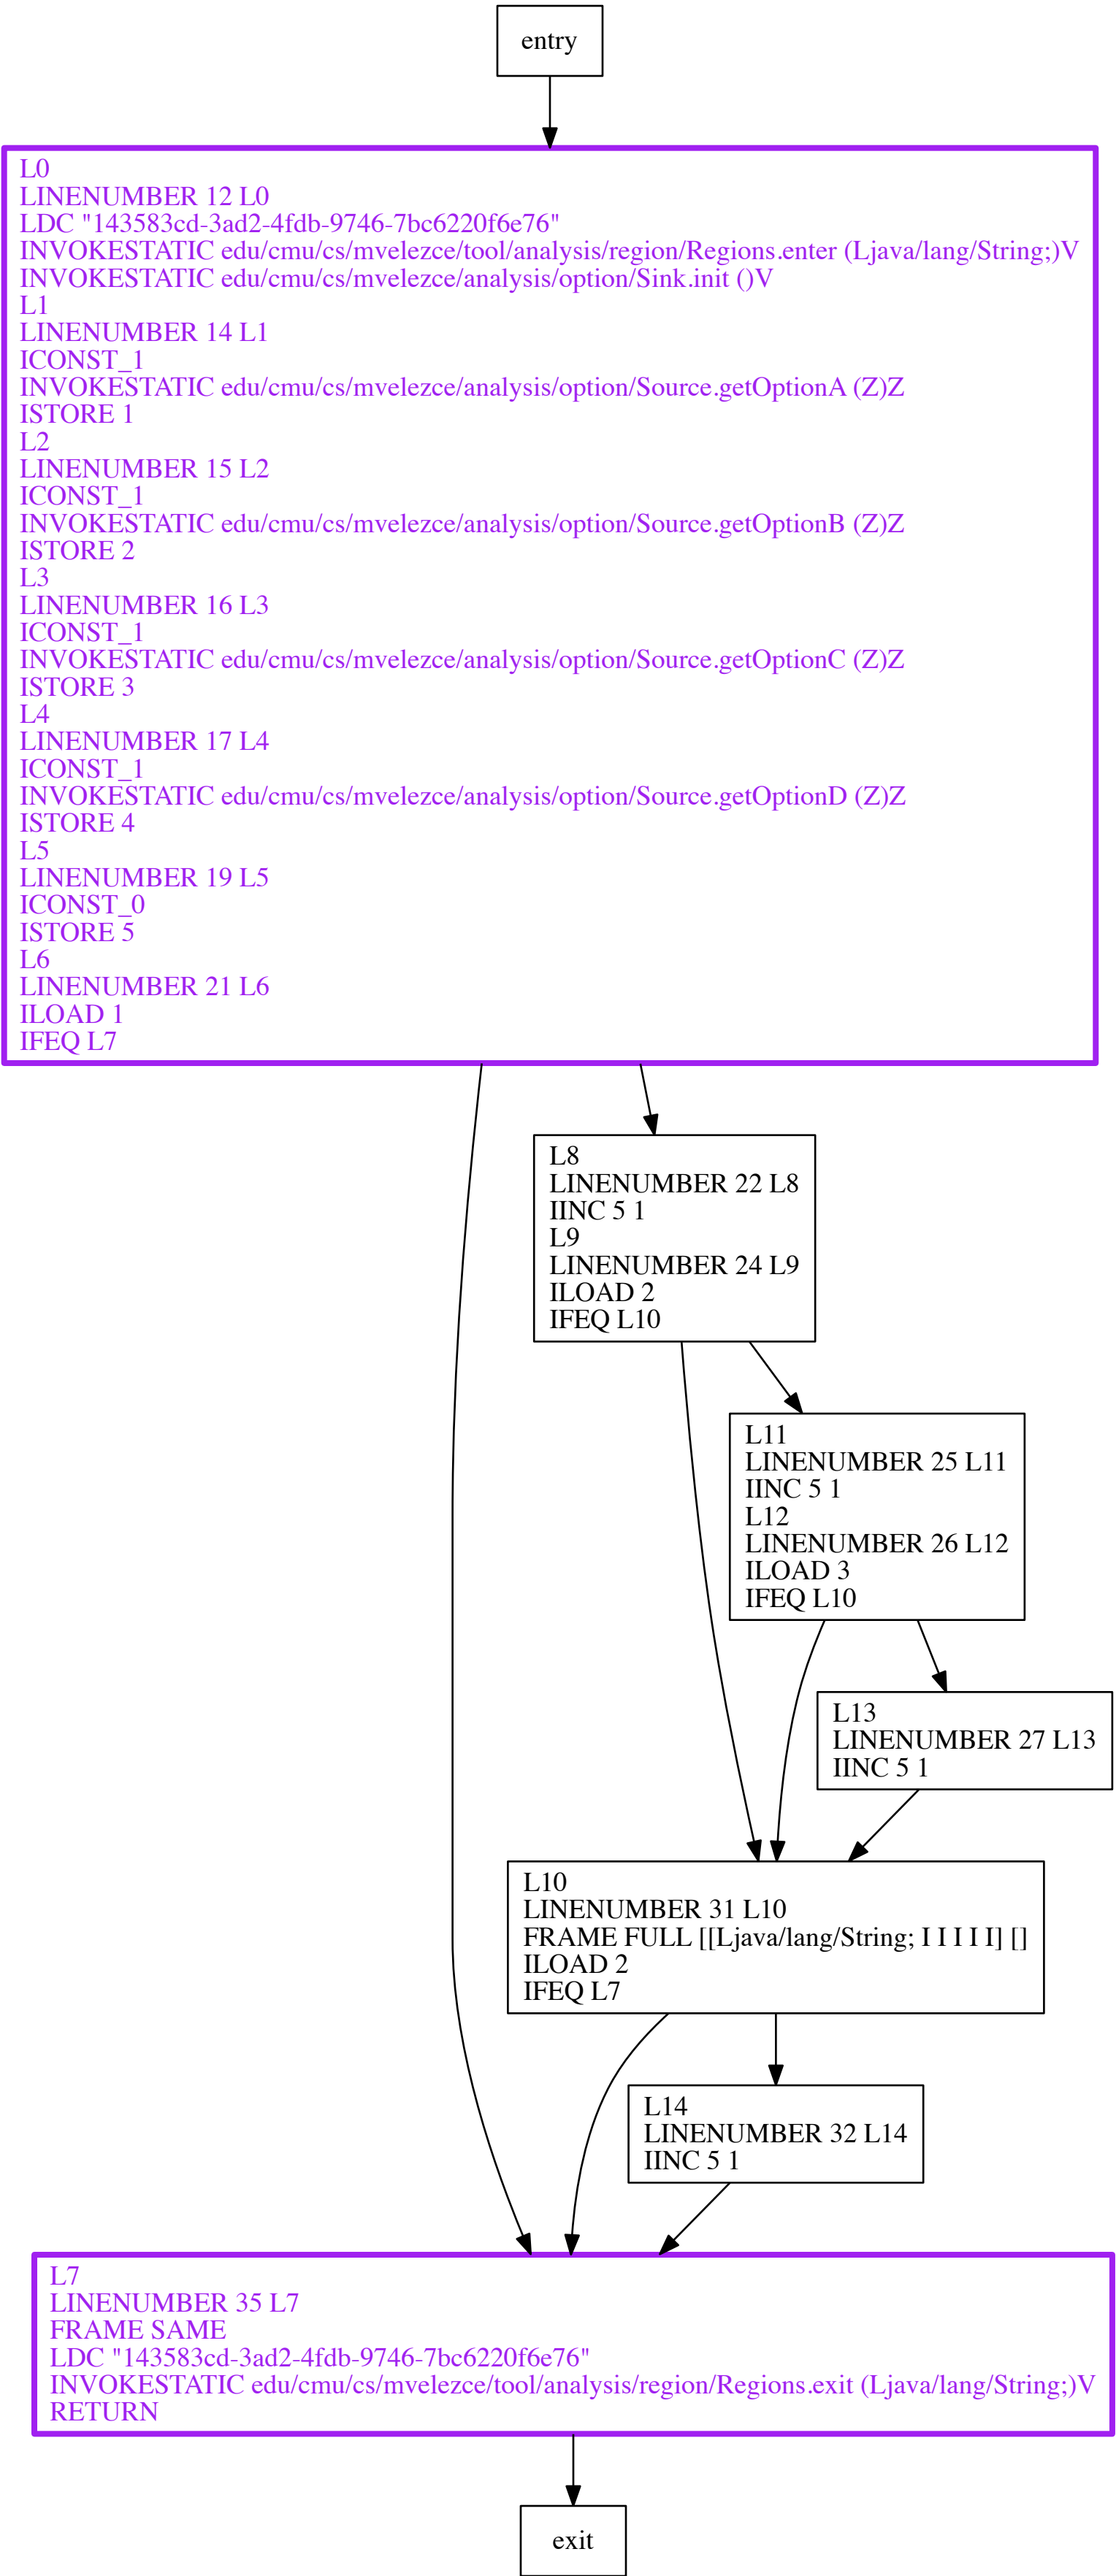 entry
L0
LINENUMBER 12 L0
LDC "143583cd-3ad2-4fdb-9746-7bc6220f6e76"
INVOKESTATIC edu/cmu/cs/mvelezce/tool/analysis/region/Regions.enter (Ljava/lang/String;)V
INVOKESTATIC edu/cmu/cs/mvelezce/analysis/option/Sink.init ()V
L1
LINENUMBER 14 L1
ICONST_1
INVOKESTATIC edu/cmu/cs/mvelezce/analysis/option/Source.getOptionA (Z)Z
ISTORE 1
L2
LINENUMBER 15 L2
ICONST_1
INVOKESTATIC edu/cmu/cs/mvelezce/analysis/option/Source.getOptionB (Z)Z
ISTORE 2
L3
LINENUMBER 16 L3
ICONST_1
INVOKESTATIC edu/cmu/cs/mvelezce/analysis/option/Source.getOptionC (Z)Z
ISTORE 3
L4
LINENUMBER 17 L4
ICONST_1
INVOKESTATIC edu/cmu/cs/mvelezce/analysis/option/Source.getOptionD (Z)Z
ISTORE 4
L5
LINENUMBER 19 L5
ICONST_0
ISTORE 5
L6
LINENUMBER 21 L6
ILOAD 1
IFEQ L7
L8
LINENUMBER 22 L8
IINC 5 1
L9
LINENUMBER 24 L9
ILOAD 2
IFEQ L10
L11
LINENUMBER 25 L11
IINC 5 1
L12
LINENUMBER 26 L12
ILOAD 3
IFEQ L10
L13
LINENUMBER 27 L13
IINC 5 1
L10
LINENUMBER 31 L10
FRAME FULL [[Ljava/lang/String; I I I I I] []
ILOAD 2
IFEQ L7
L14
LINENUMBER 32 L14
IINC 5 1
L7
LINENUMBER 35 L7
FRAME SAME
LDC "143583cd-3ad2-4fdb-9746-7bc6220f6e76"
INVOKESTATIC edu/cmu/cs/mvelezce/tool/analysis/region/Regions.exit (Ljava/lang/String;)V
RETURN
exit